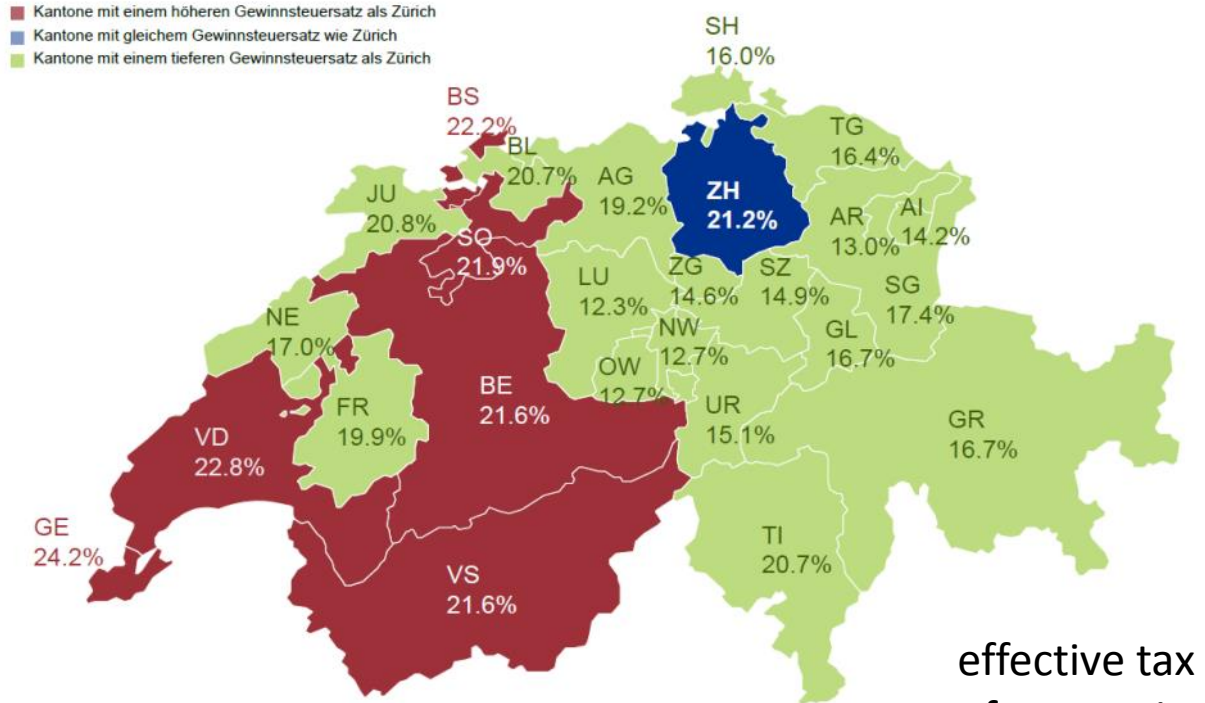 Kantone mit einem höheren Gewinnsteuersatz als Zürich
Kantone mit gleichem Gewinnsteuersatz wie Zürich
Kantone mit einem tieferen Gewinnsteuersatz als Zürich
SH
16.0%
BS
22.2%
BL
20.7%
TG
16.4%
AG
19.2%
ZH
21.2%
JU
20.8%
AR
13.0%
AI
14.2%
SO
21.9%
LU
12.3%
ZG
14.6%
SZ
14.9%
SG
17.4%
NE
17.0%
NW
12.7%
GL
16.7%
OW
12.7%
BE
21.6%
FR
19.9%
UR
15.1%
GR
16.7%
VD
22.8%
GE
24.2%
TI
20.7%
VS
21.6%
effective tax